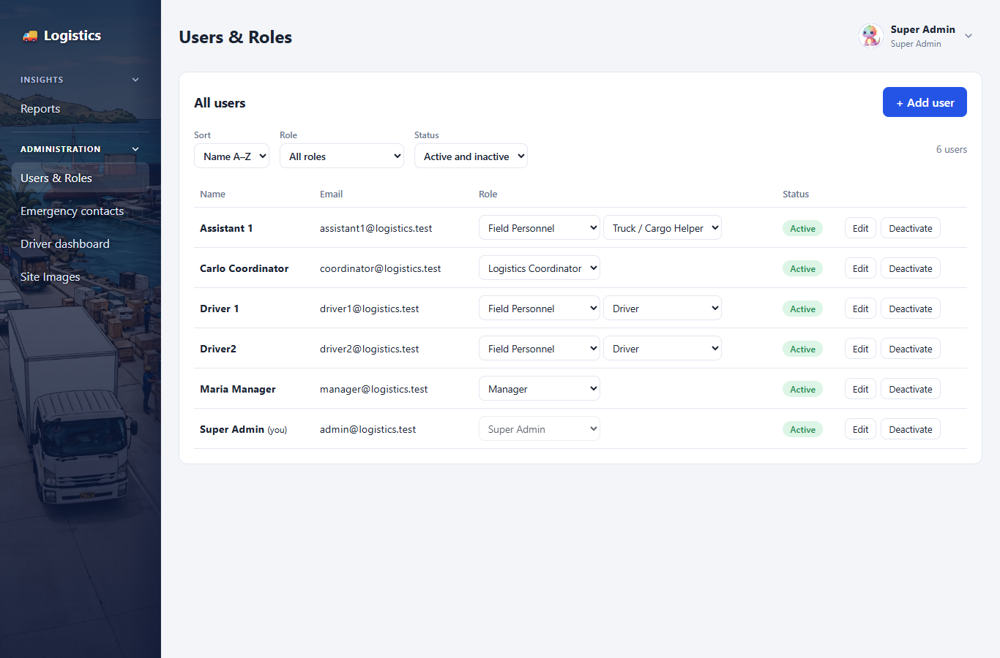 Logistics
INSIGHTS
Reports
ADMINISTRATION
Users & Roles
Emergency contacts
Driver dashboard
Site Images
Users & Roles
Super Admin
Super Admin
All users
+ Add user
Sort Role Status
Name A–Z All roles Active and inactive
6 users
Name Email Role Status
Assistant 1 assistant1@logistics.test Field Personnel Truck / Cargo Helper Active Edit Deactivate
Carlo Coordinator coordinator@logistics.test Logistics Coordinator Active Edit Deactivate
Driver 1 driver1@logistics.test Field Personnel Driver Active Edit Deactivate
Driver2 driver2@logistics.test Field Personnel Driver Active Edit Deactivate
Maria Manager manager@logistics.test Manager Active Edit Deactivate
Super Admin (you) admin@logistics.test Super Admin Active Edit Deactivate